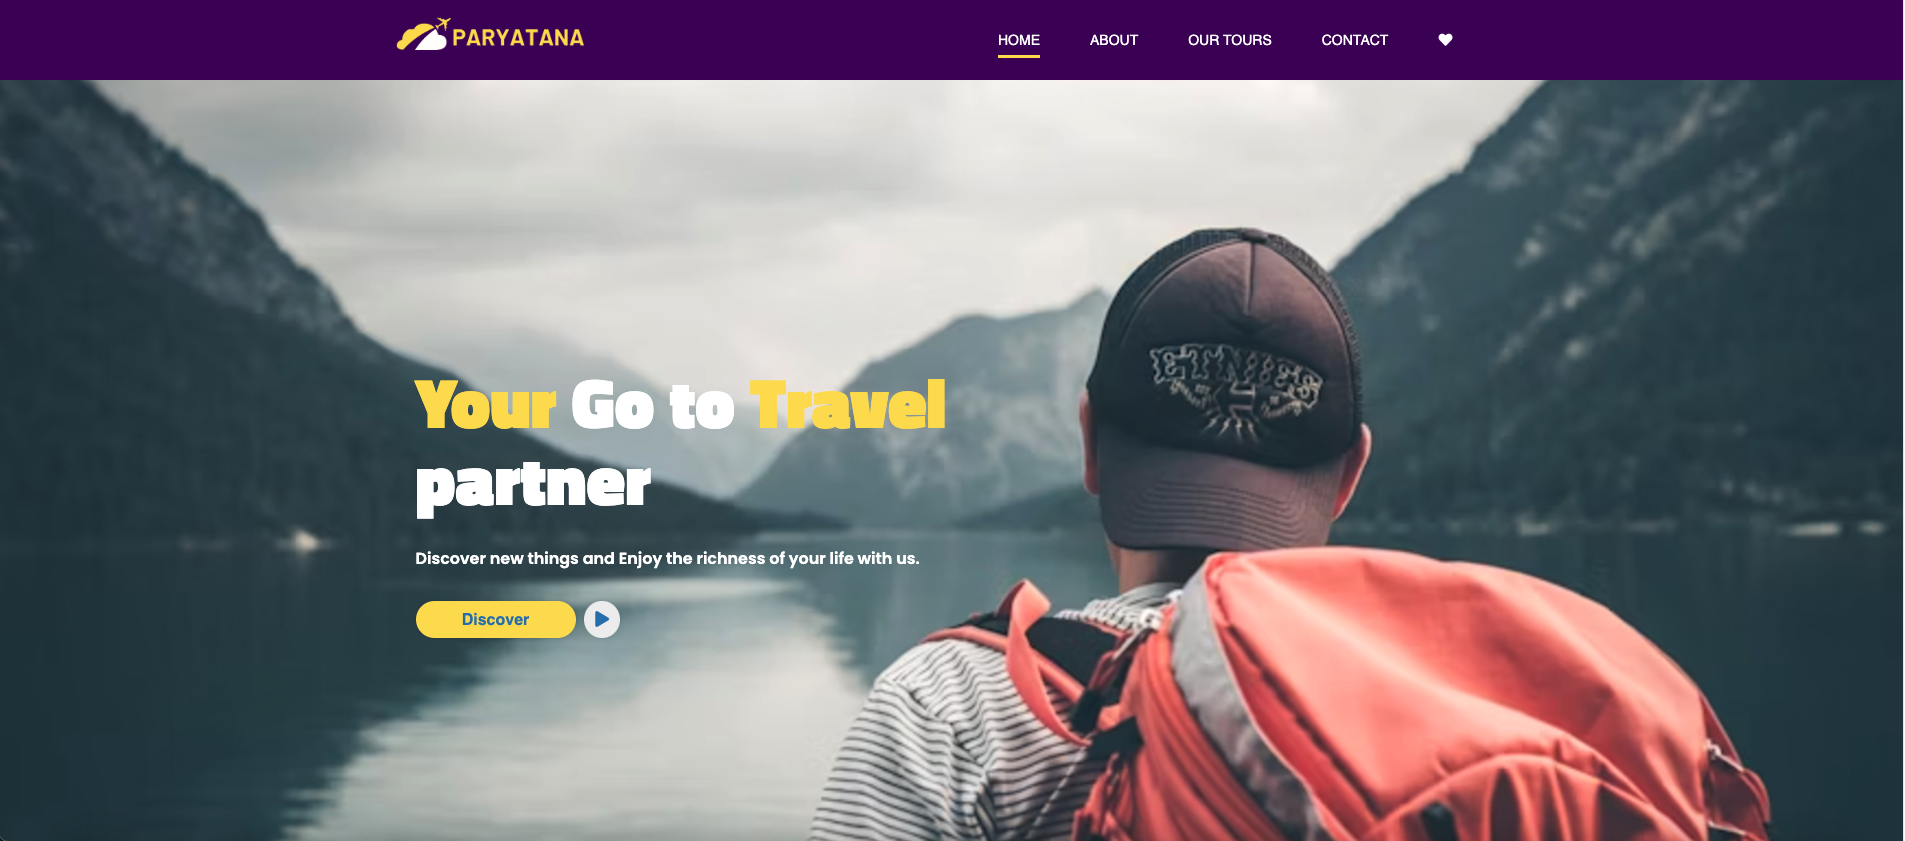 PARYATANA
HOME ABOUT OUR TOURS CONTACT
Your Go to Travel
partner
ETNIES
Discover new things and Enjoy the richness of your life with us.
Discover